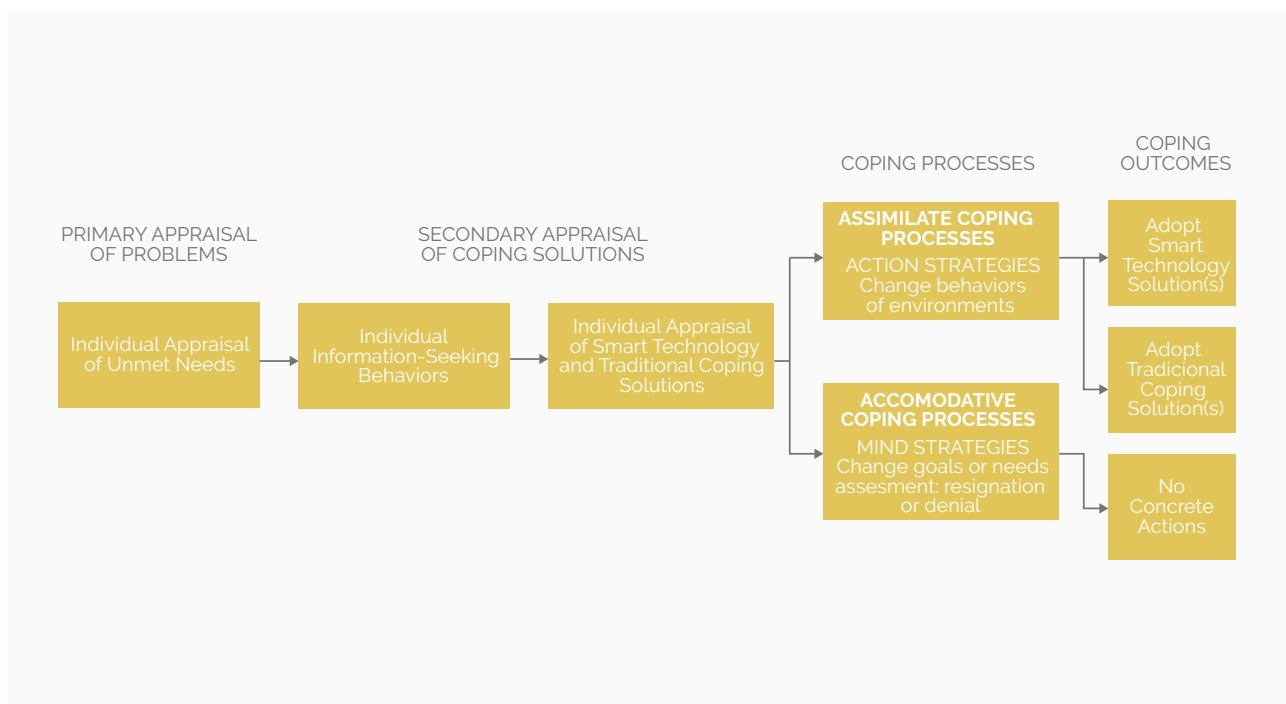 PRIMARY APPRAISAL
OF PROBLEMS
Individual Appraisal
of Unmet Needs
SECONDARY APPRAISAL
OF COPING SOLUTIONS
Individual
Information-Seeking
Behaviors
Individual Appraisal
of Smart Technology
and Traditional Coping
Solutions
COPING PROCESSES
ASSIMILATE COPING
PROCESSES
ACTION STRATEGIES
Change behaviors
of environments
ACCOMODATIVE
COPING PROCESSES
MIND STRATEGIES
Change goals or needs
assesment: resignation
or denial
COPING
OUTCOMES
Adopt
Smart
Technology
Solution(s)
Adopt
Tradicional
Coping
Solution(s)
No
Concrete
Actions